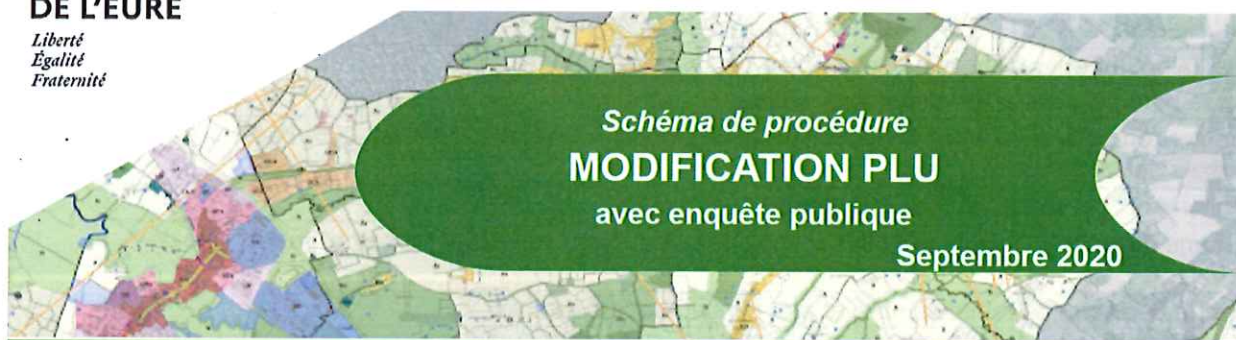 DE L'EURE
Liberté
Égalité
Fraternité
Schéma de procédure
MODIFICATION PLU
avec enquête publique
Septembre 2020